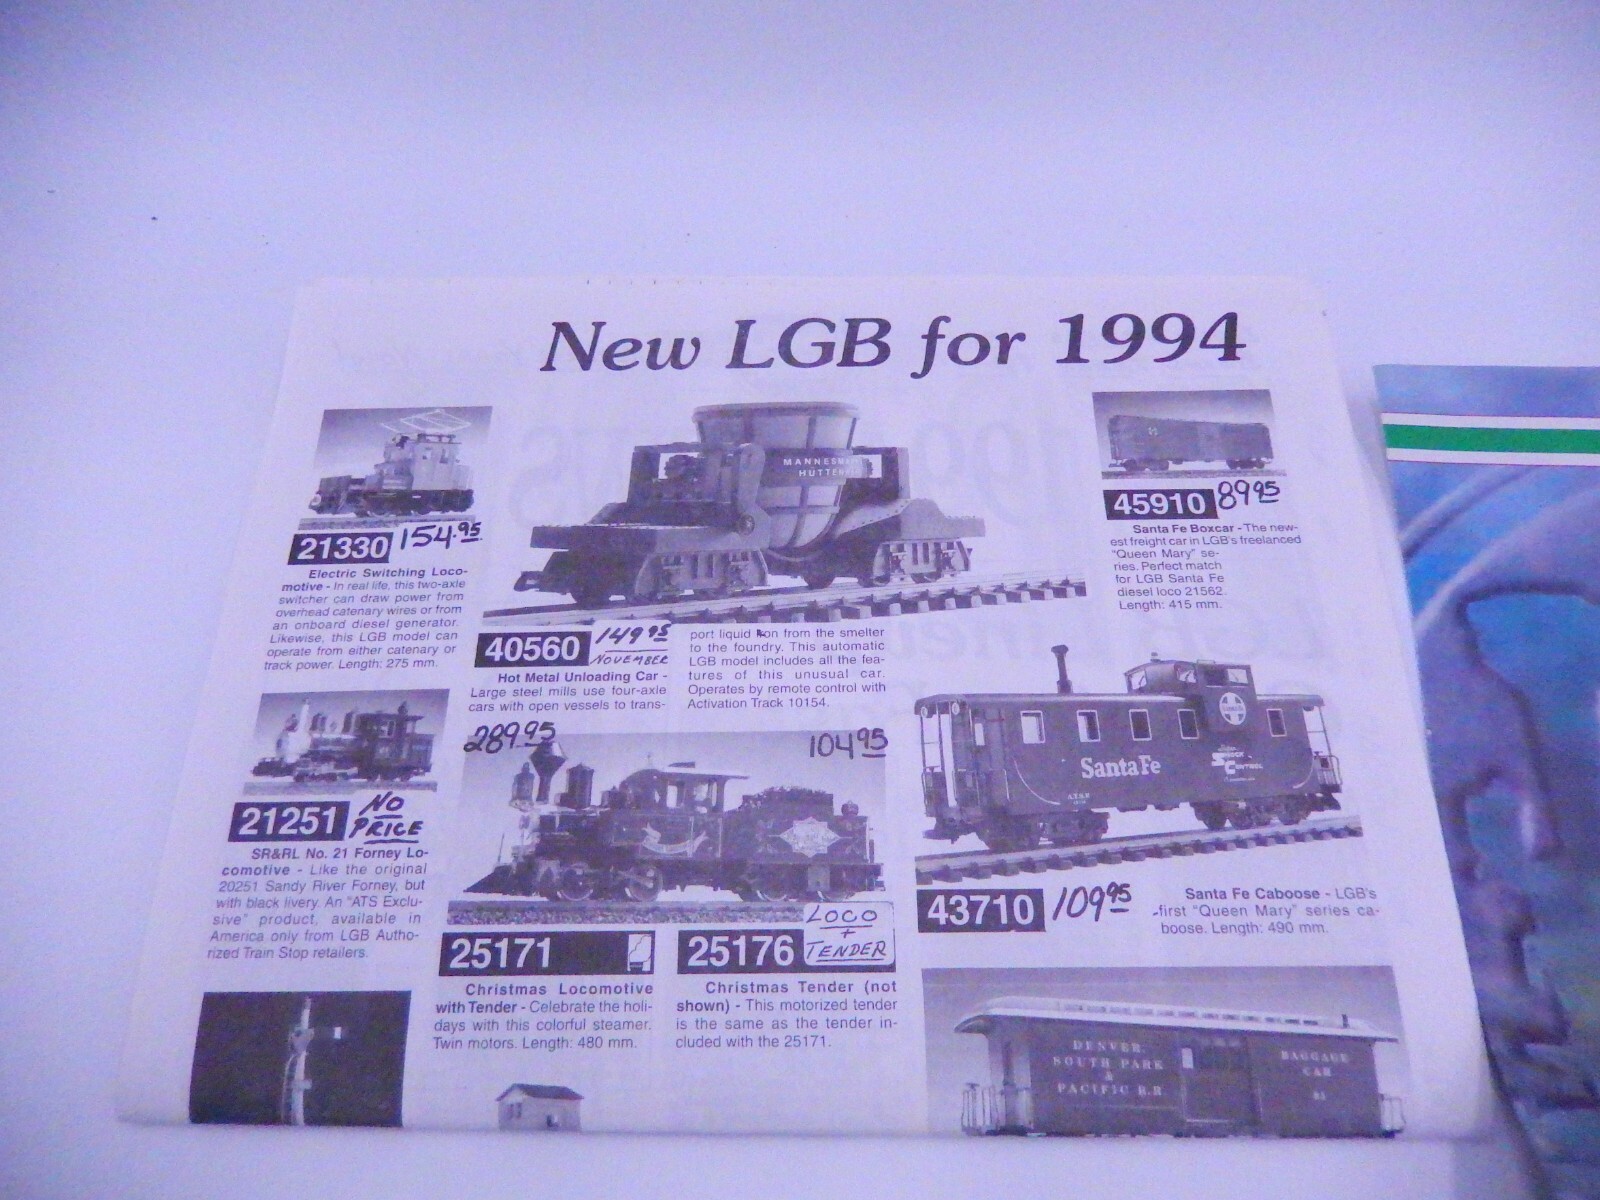 New LGB for 1994
21330 154.95
Electric Switching Loco-
motive - In real life, this two-axle
switcher can draw power from
overhead catenary wires or from
an onboard diesel generator.
Likewise, this LGB model can
operate from either catenary or
track power. Length: 275 mm.
21251 NO PRICE
SR&RL No. 21 Forney Lo-
comotive - Like the original
20251 Sandy River Forney, but
with black livery. An "ATS Exclu-
sive" product, available in
America only from LGB Autho-
rized Train Stop retailers.
MANNESM
HÜTTEN
40560 149.95
NOVEMBER
Hot Metal Unloading Car -
Large steel mills use four-axle
cars with open vessels to trans-
port liquid iron from the smelter
to the foundry. This automatic
LGB model includes all the fea-
tures of this unusual car.
Operates by remote control with
Activation Track 10154.
289.95
104.95
25171
Christmas Locomotive
with Tender - Celebrate the holi-
days with this colorful steamer.
Twin motors. Length: 480 mm.
25176 LOCO
+
TENDER
Christmas Tender (not
shown) - This motorized tender
is the same as the tender in-
cluded with the 25171.
45910 89.95
Santa Fe Boxcar - The new-
est freight car in LGB's freelanced
"Queen Mary" se-
ries. Perfect match
for LGB Santa Fe
diesel loco 21562.
Length: 415 mm.
Santa Fe
43710 109.95
Santa Fe Caboose - LGB's
first "Queen Mary" series ca-
boose. Length: 490 mm.
DENVER,
SOUTH PARK
&
PACIFIC R.R.
BAGGAGE
CAR